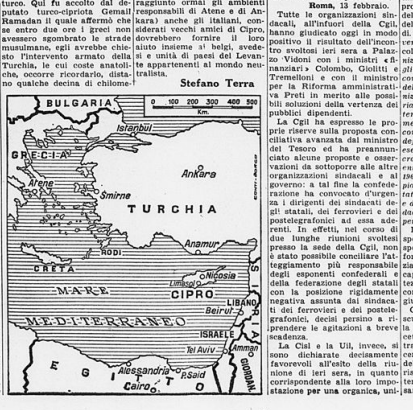 turco. Qui fu accolto dal de-
putato turco-cipriota Gemail
Ramadan il quale affermò che
se entro due ore i greci non
avessero sgombrato le strade
musulmane, egli avrebbe chie-
sto l'intervento armato della
Turchia, le cui coste anatoli-
che, occorre ricordarlo, dista-
no qualche decina di chilome-
raggiunto ormai gli ambienti
responsabili di Atene e di An-
kara) anche gli italiani, con-
siderati vecchi amici di Cipro,
dovrebbero fornire il loro
aiuto insieme ai belgi, svede-
si e unità di paesi del Levan-
te appartenenti al mondo neu-
tralista.
Stefano Terra
BULGARIA
0 100 200 300 400 500
Km.
Istanbul
GRECIA
Ankara
Atene
Smirne
TURCHIA
RODI
Anamur
CRETA
Nicosia
Limassol
CIPRO
SIRIA
MARE
MEDITERRANEO
LIBANO
Beirut
ISRAELE
Tel Aviv
Amman
Alessandria
P.Said
Cairo
EGITTO
GIORDAN.
Roma, 13 febbraio.
Tutte le organizzazioni sin-
dacali, all'infuori della Cgil,
hanno giudicato oggi in modo
positivo il risultato dell'incon-
tro svoltosi ieri sera a Palaz-
zo Vidoni con i ministri «fi-
nanziari» Colombo, Giolitti e
Tremelloni e con il ministro
per la Riforma amministrati-
va Preti in merito alle possi-
bili soluzioni della vertenza dei
pubblici dipendenti.
La Cgil ha espresso le pro-
prie riserve sulla proposta con-
ciliativa avanzata dal ministro
del Tesoro ed ha preannun-
ciato alcune proposte e osser-
vazioni da sottoporre alle altre
organizzazioni sindacali e al
governo: a tal fine la confede-
razione ha convocato d'urgen-
za i dirigenti dei sindacati de-
gli statali, dei ferrovieri e dei
postelegrafonici ad essa ade-
renti. In effetti, nel corso di
due lunghe riunioni svoltesi
presso la sede della Cgil, non
è stato possibile conciliare l'at-
teggiamento più responsabile
degli esponenti confederali e
della federazione degli statali
con la posizione rigidamente
negativa assunta dai sindaca-
ti dei ferrovieri e dei postele-
grafonici, decisi persino a ri-
prendere le agitazioni a breve
scadenza.
La Cisl e la Uil, invece, si
sono dichiarate decisamente
favorevoli all'esito della riu-
nione di ieri sera, in quanto
corrispondente alla loro impo-
stazione per una organica, uni-